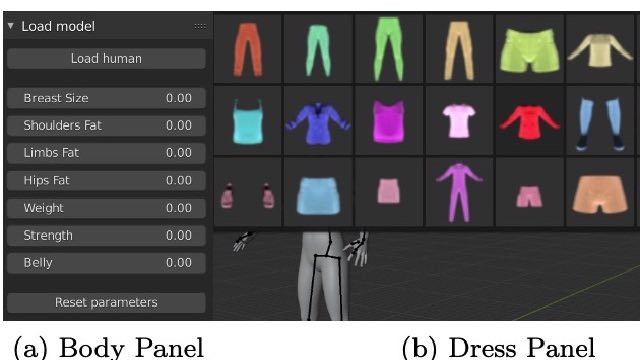 Load model
Load human
Breast Size 0.00
Shoulders Fat 0.00
Limbs Fat 0.00
Hips Fat 0.00
Weight 0.00
Strength 0.00
Belly 0.00
Reset parameters
(a) Body Panel
(b) Dress Panel